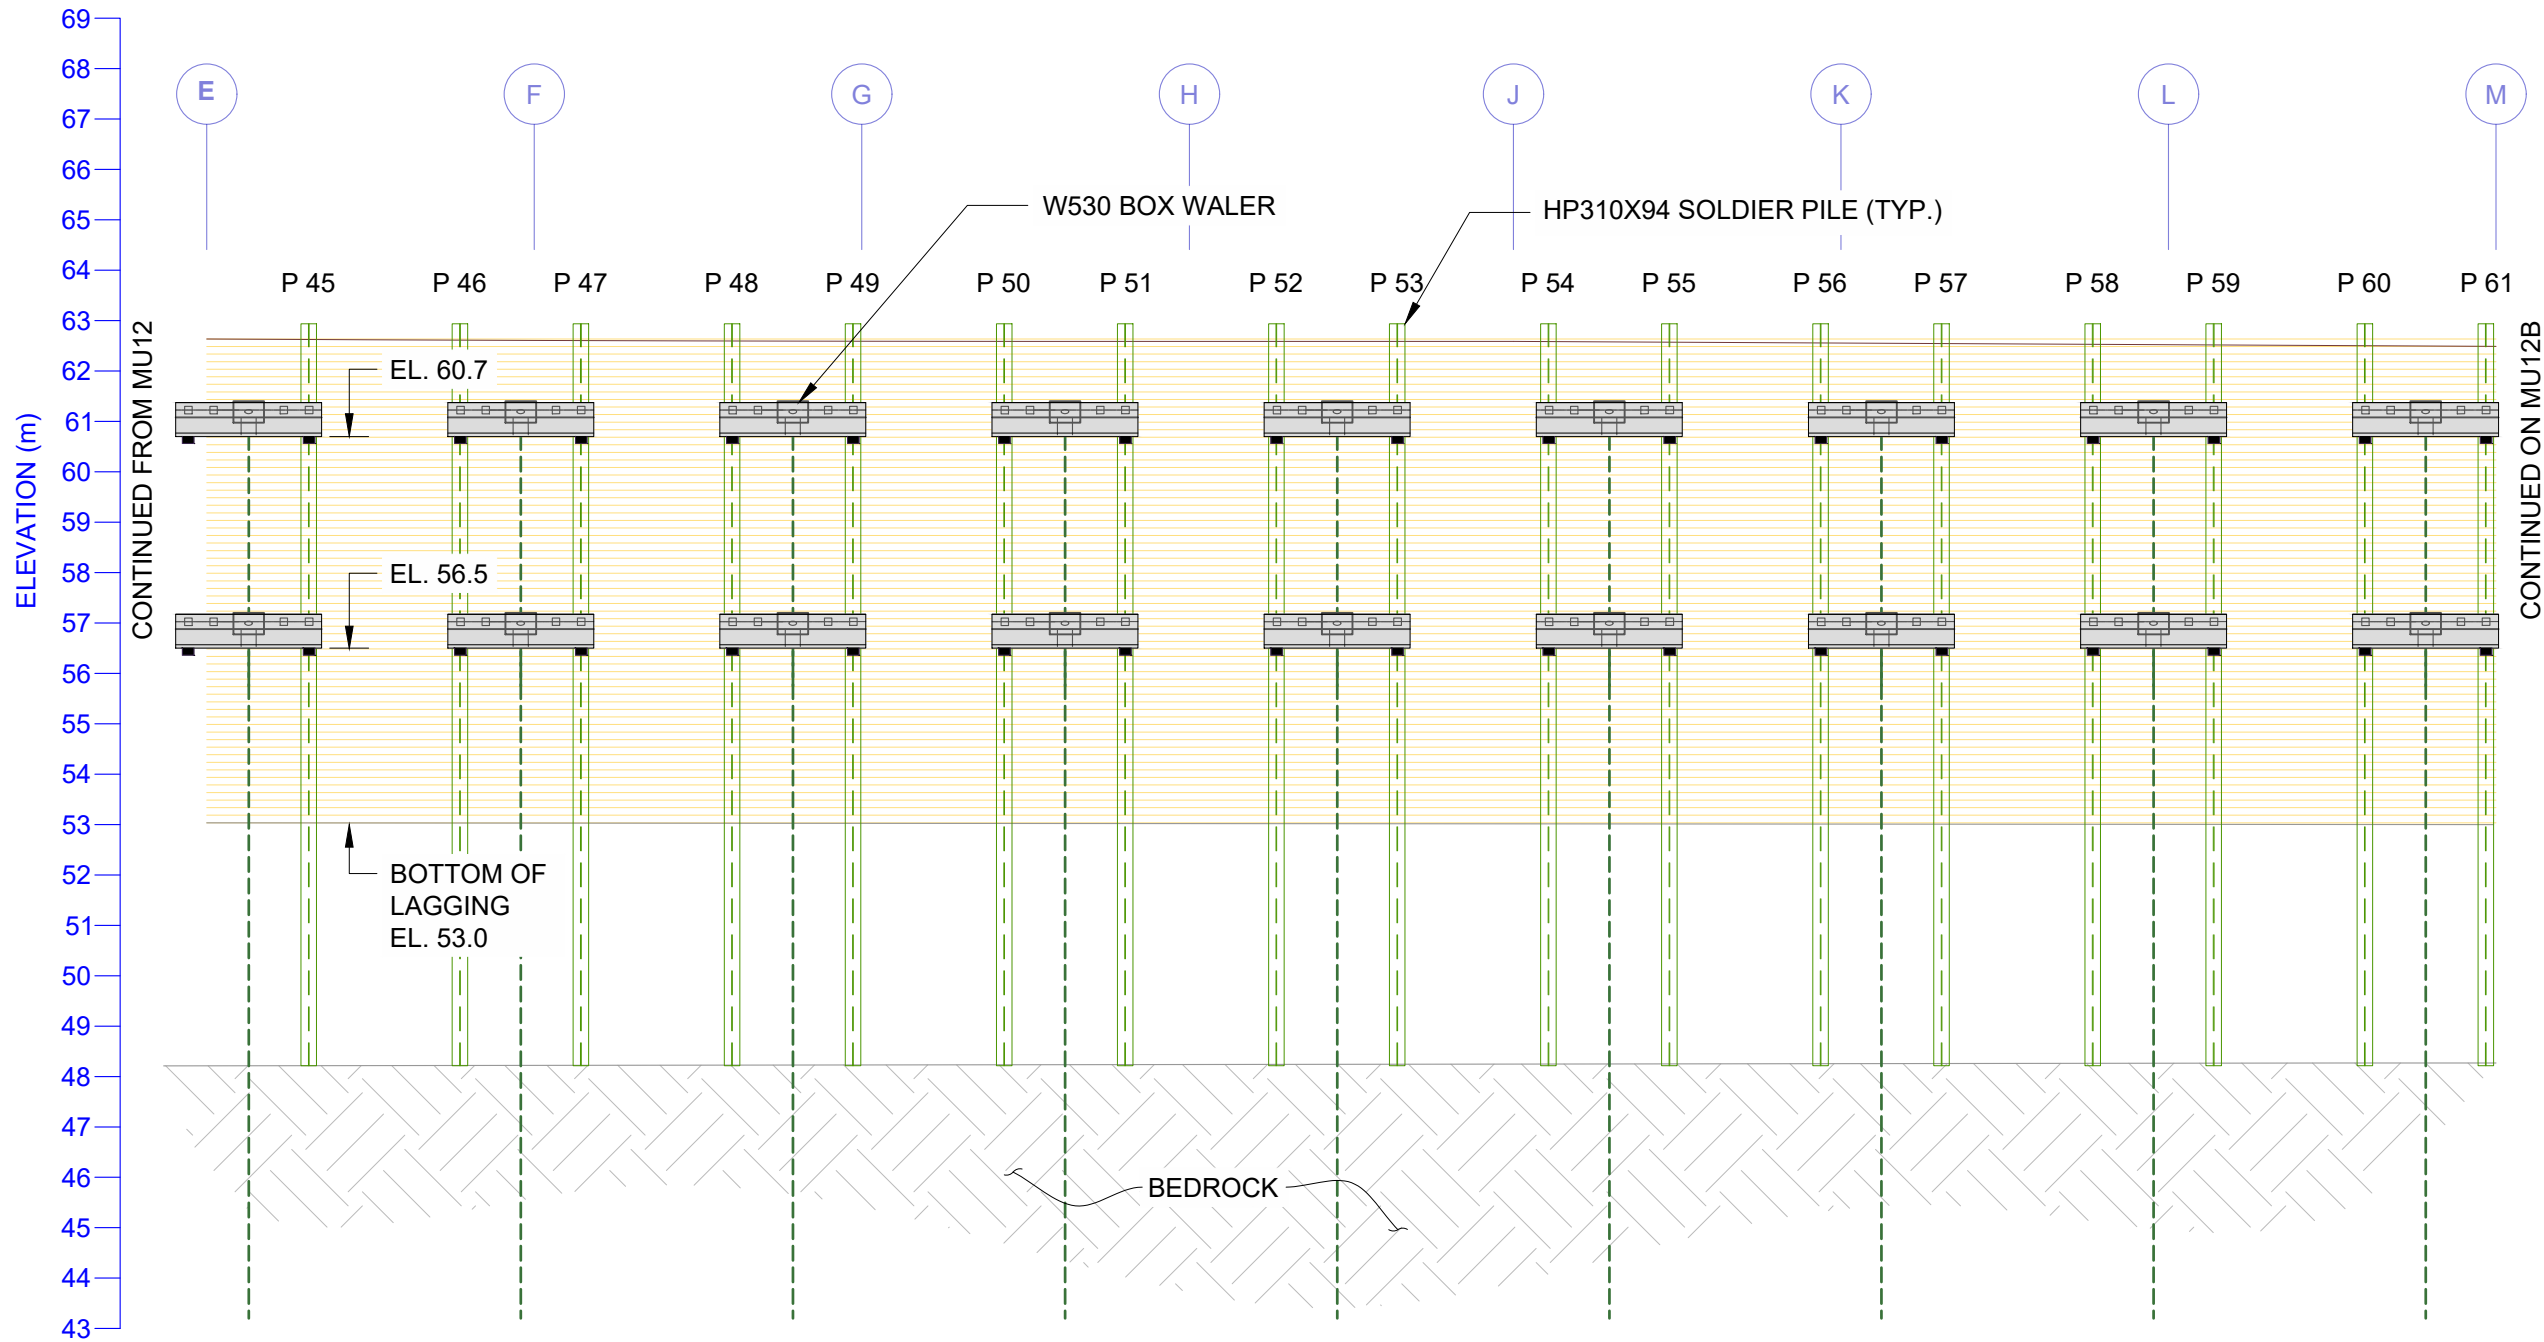 69
68
67
66
65
64
63
62
61
60
59
58
57
56
55
54
53
52
51
50
49
48
47
46
45
44
43
ELEVATION (m)
CONTINUED FROM MU12
E F G H J K L M
W530 BOX WALER
HP310X94 SOLDIER PILE (TYP.)
P 45 P 46 P 47 P 48 P 49 P 50 P 51 P 52 P 53 P 54 P 55 P 56 P 57 P 58 P 59 P 60 P 61
EL. 60.7
EL. 56.5
BOTTOM OF
LAGGING
EL. 53.0
BEDROCK
CONTINUED ON MU12B